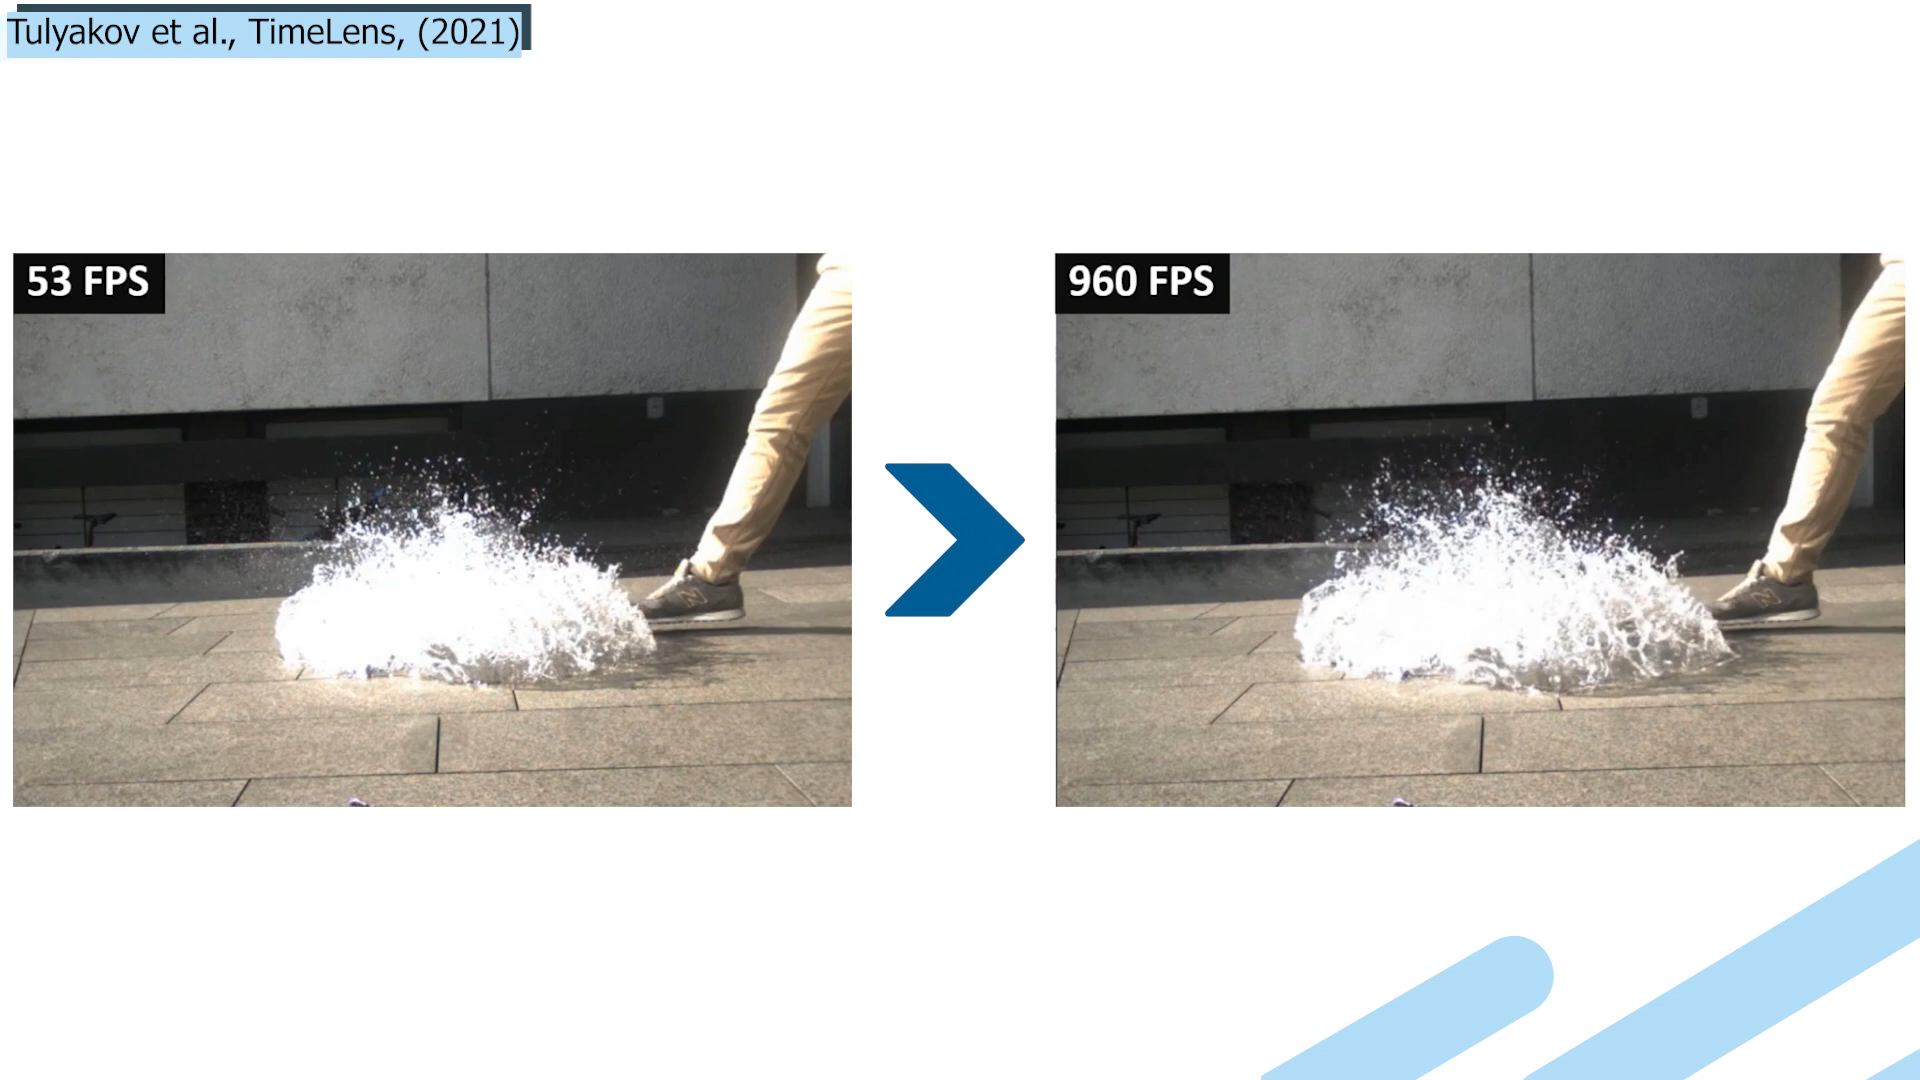 Tulyakov et al., TimeLens, (2021)
53 FPS
960 FPS
N
N